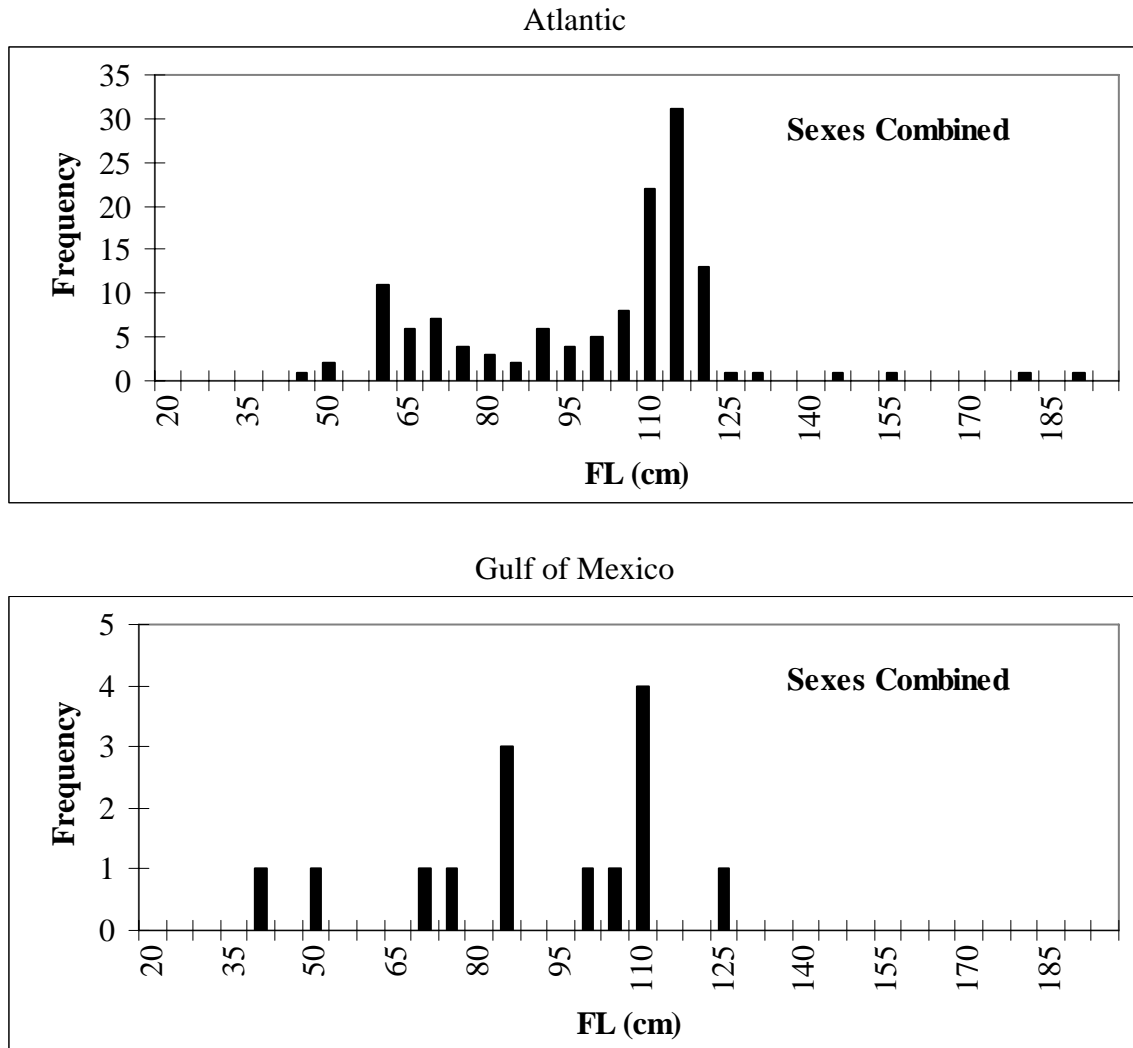 Atlantic
35
30
25
20
15
10
5
0
Frequency
Sexes Combined
20 35 50 65 80 95 110 125 140 155 170 185
FL (cm)
Gulf of Mexico
5
4
3
2
1
0
Frequency
Sexes Combined
20 35 50 65 80 95 110 125 140 155 170 185
FL (cm)